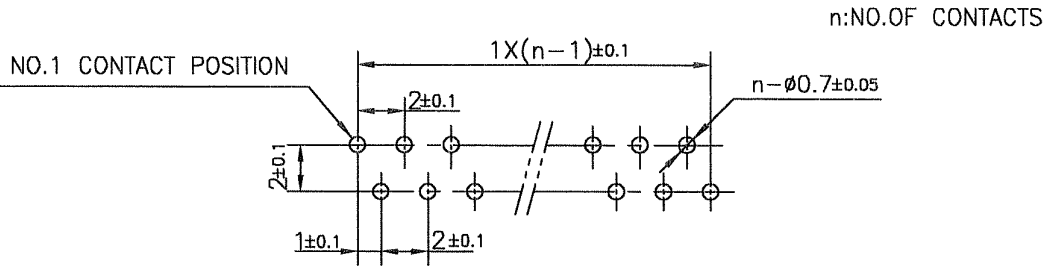 n:NO.OF CONTACTS
1X(n-1)±0.1
NO.1 CONTACT POSITION
n-ø0.7±0.05
2±0.1
2±0.1
1±0.1
2±0.1